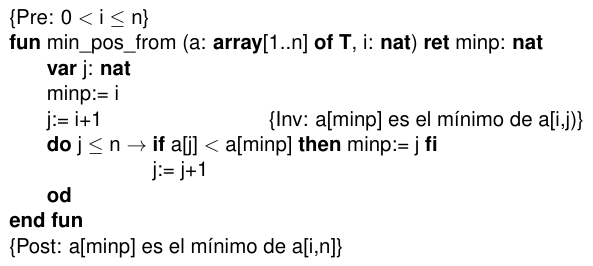 {Pre: 0 < i ≤ n}
fun min_pos_from (a: array[1..n] of T, i: nat) ret minp: nat
var j: nat
minp:= i
j:= i+1 {Inv: a[minp] es el mínimo de a[i,j)}
do j ≤ n → if a[j] < a[minp] then minp:= j fi
j:= j+1
od
end fun
{Post: a[minp] es el mínimo de a[i,n]}